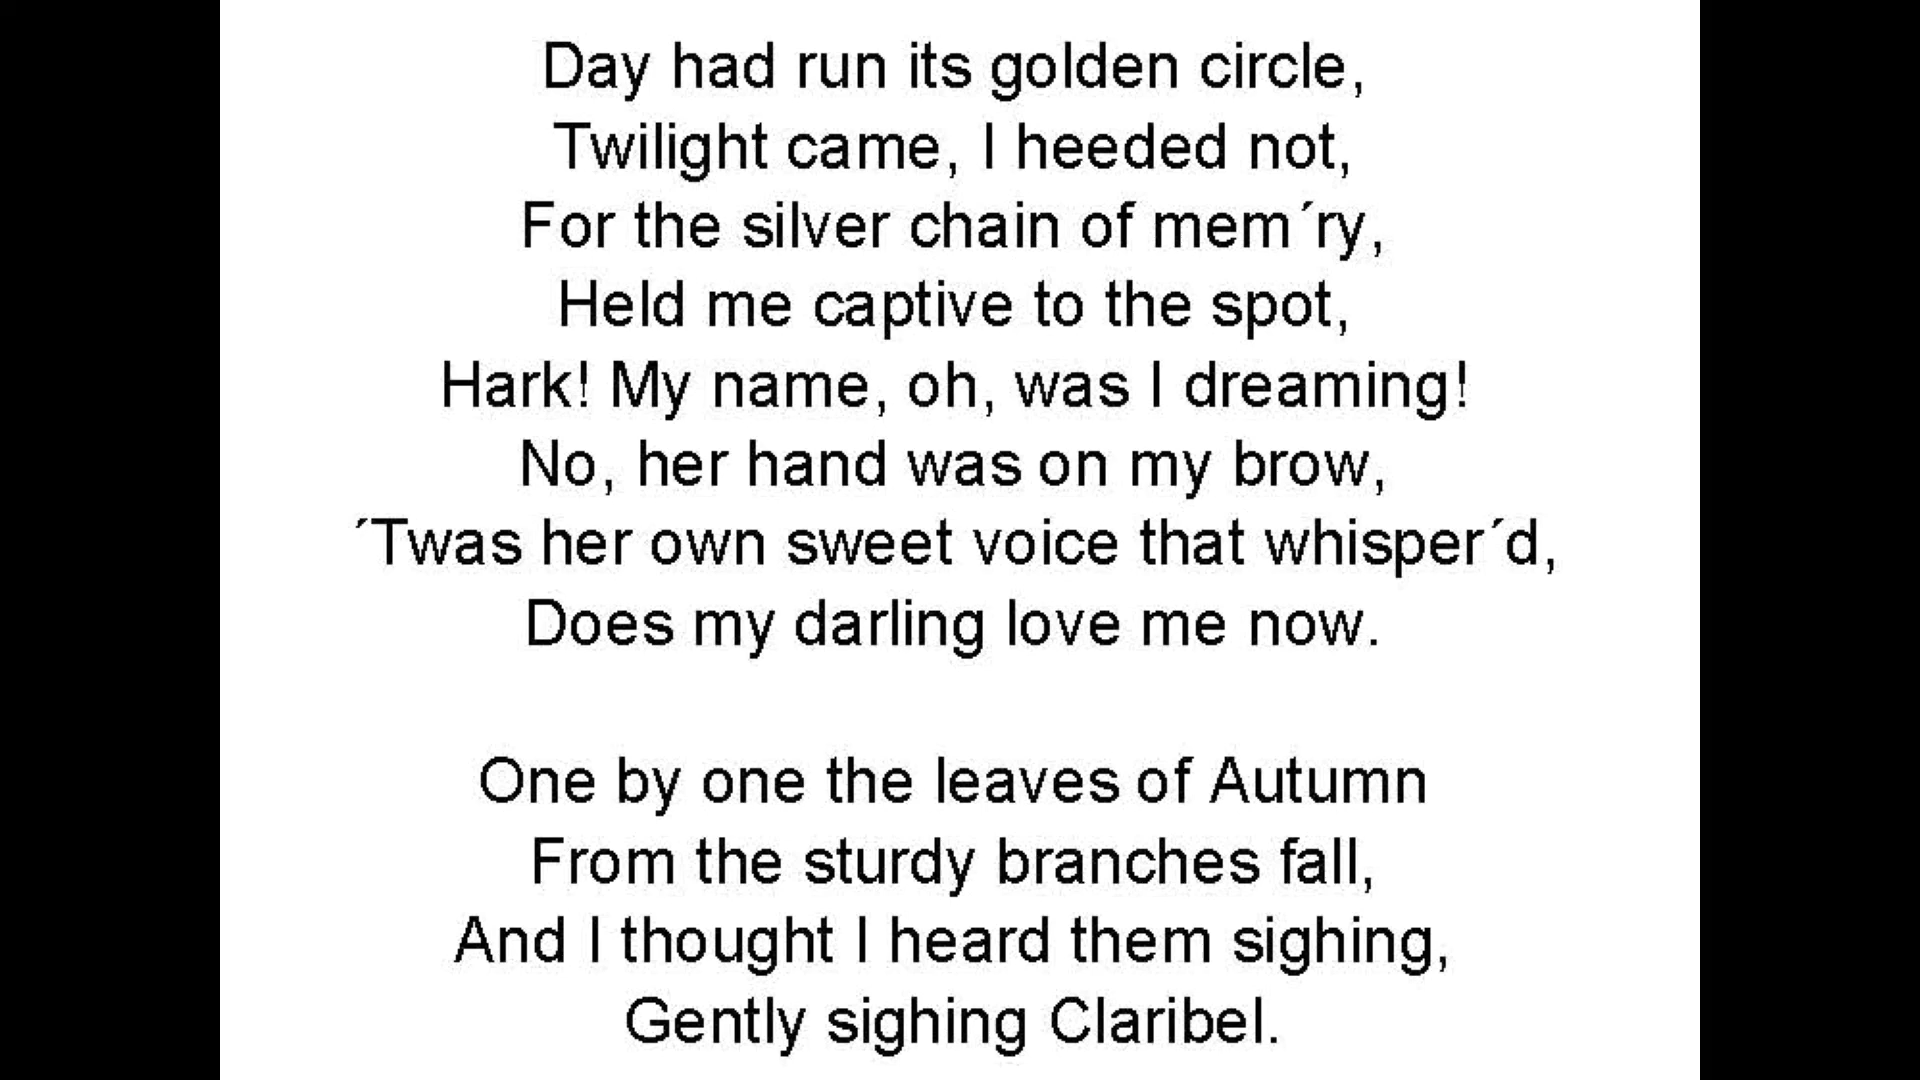 Day had run its golden circle,
Twilight came, I heeded not,
For the silver chain of mem´ry,
Held me captive to the spot,
Hark! My name, oh, was I dreaming!
No, her hand was on my brow,
´Twas her own sweet voice that whisper´d,
Does my darling love me now.
One by one the leaves of Autumn
From the sturdy branches fall,
And I thought I heard them sighing,
Gently sighing Claribel.